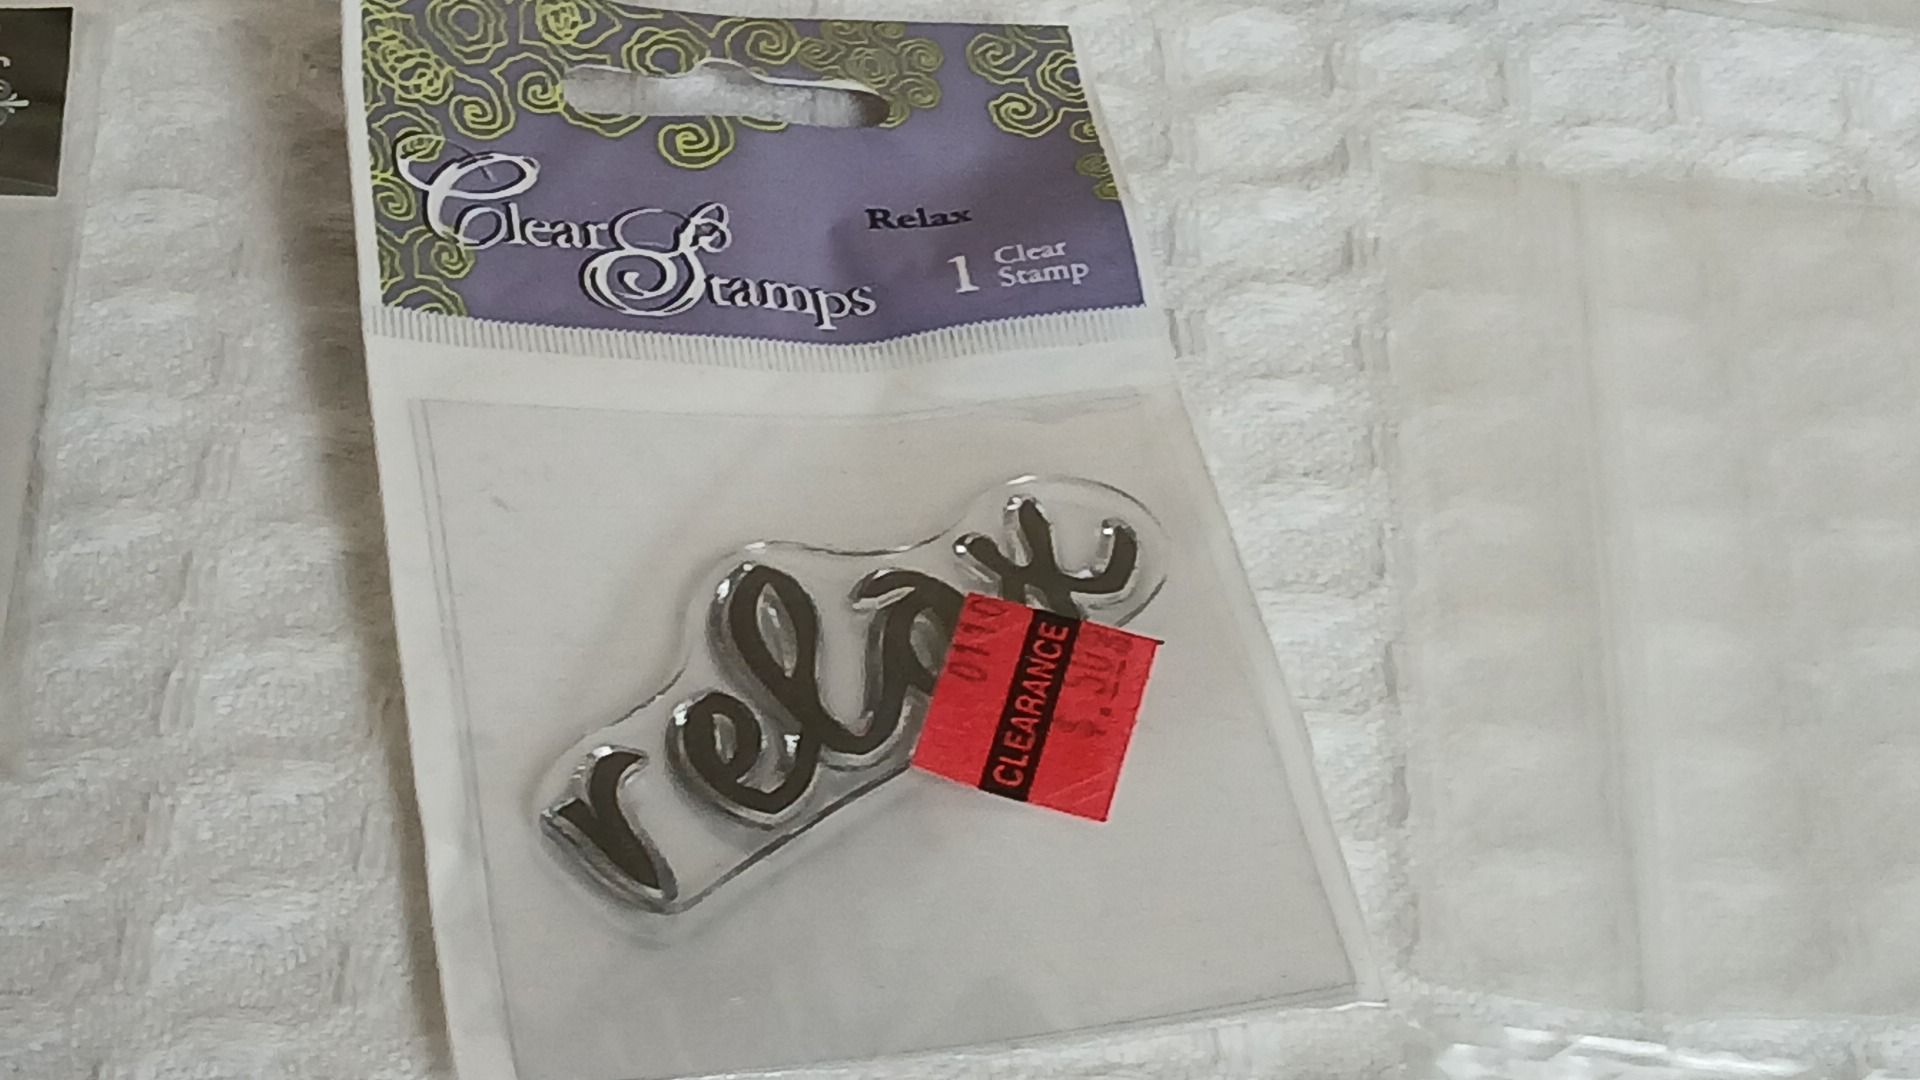 Clear
Stamps
Relax
1 Clear
Stamp
relax
CLEARANCE